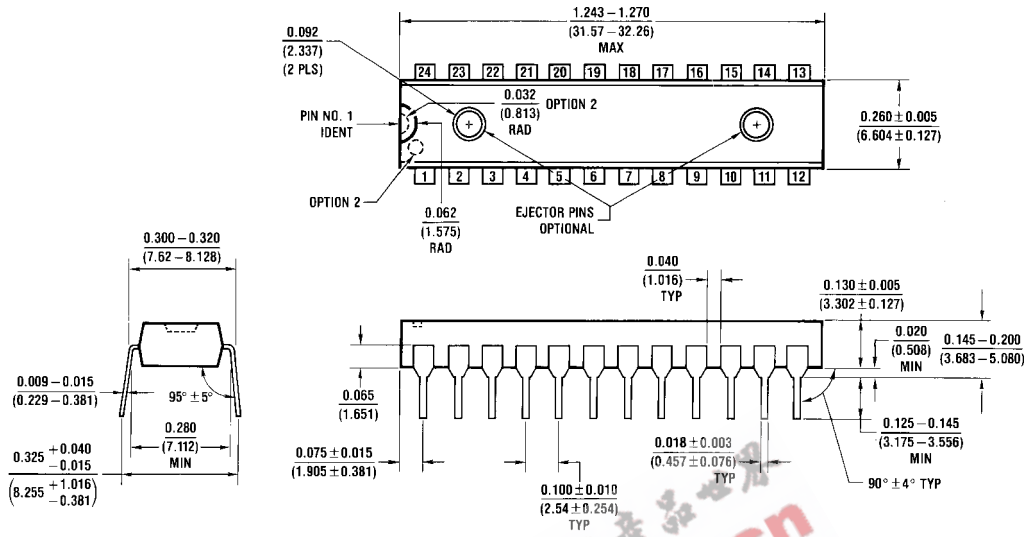 1.243 – 1.270
(31.57 – 32.26)
MAX
0.092
(2.337)
(2 PLS)
24 23 22 21 20 19 18 17 16 15 14 13
0.032
(0.813)
RAD
OPTION 2
PIN NO. 1
IDENT
0.260 ± 0.005
(6.604 ± 0.127)
1 2 3 4 5 6 7 8 9 10 11 12
OPTION 2
0.062
(1.575)
RAD
EJECTOR PINS
OPTIONAL
0.300 – 0.320
(7.62 – 8.128)
0.040
(1.016)
TYP
0.130 ± 0.005
(3.302 ± 0.127)
0.020
(0.508)
MIN
0.145 – 0.200
(3.683 – 5.080)
0.009 – 0.015
(0.229 – 0.381)
95° ± 5°
0.280
(7.112)
MIN
0.325 +0.040 −0.015
(8.255 +1.016 −0.381)
0.065
(1.651)
0.075 ± 0.015
(1.905 ± 0.381)
0.100 ± 0.010
(2.54 ± 0.254)
TYP
0.018 ± 0.003
(0.457 ± 0.076)
TYP
0.125 – 0.145
(3.175 – 3.556)
MIN
90° ± 4° TYP
品世界